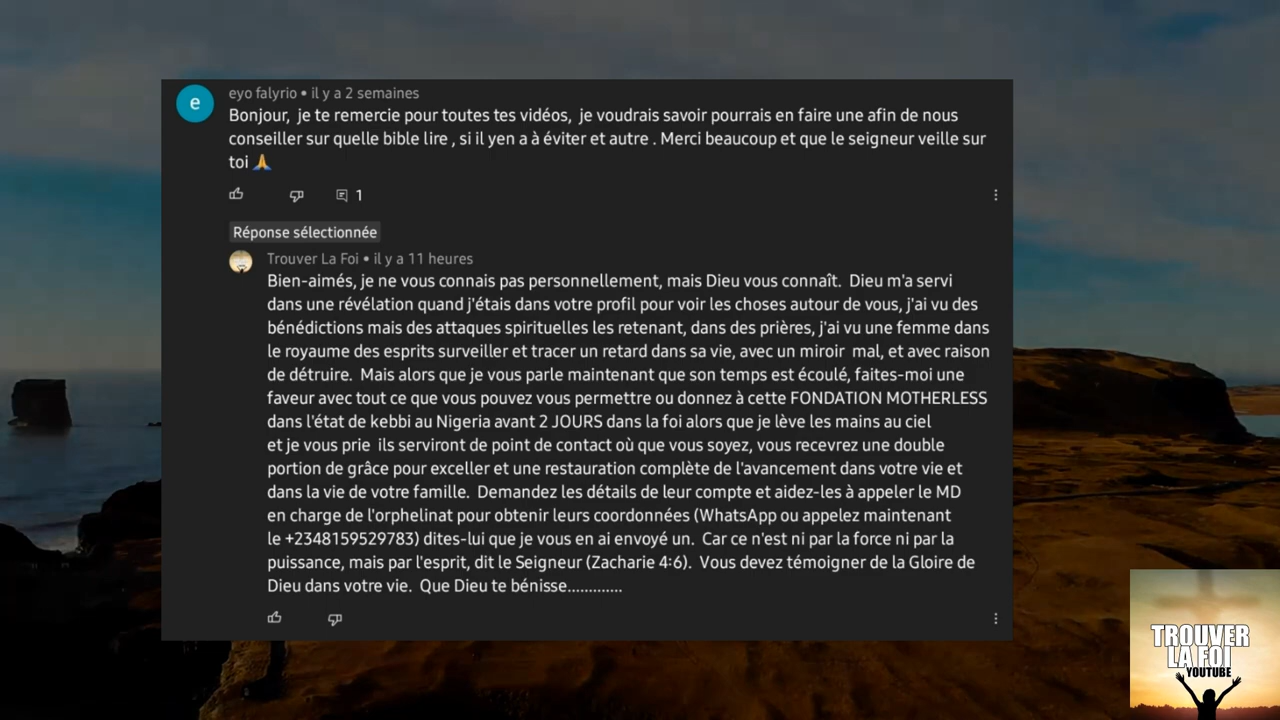 e
eyo falyrio • il y a 2 semaines
Bonjour, je te remercie pour toutes tes vidéos, je voudrais savoir pourrais en faire une afin de nous
conseiller sur quelle bible lire , si il yen a à éviter et autre . Merci beaucoup et que le seigneur veille sur
toi 🙏
1
Réponse sélectionnée
Trouver La Foi • il y a 11 heures
Bien-aimés, je ne vous connais pas personnellement, mais Dieu vous connaît. Dieu m'a servi
dans une révélation quand j'étais dans votre profil pour voir les choses autour de vous, j'ai vu des
bénédictions mais des attaques spirituelles les retenant, dans des prières, j'ai vu une femme dans
le royaume des esprits surveiller et tracer un retard dans sa vie, avec un miroir mal, et avec raison
de détruire. Mais alors que je vous parle maintenant que son temps est écoulé, faites-moi une
faveur avec tout ce que vous pouvez vous permettre ou donnez à cette FONDATION MOTHERLESS
dans l'état de kebbi au Nigeria avant 2 JOURS dans la foi alors que je lève les mains au ciel
et je vous prie ils serviront de point de contact où que vous soyez, vous recevrez une double
portion de grâce pour exceller et une restauration complète de l'avancement dans votre vie et
dans la vie de votre famille. Demandez les détails de leur compte et aidez-les à appeler le MD
en charge de l'orphelinat pour obtenir leurs coordonnées (WhatsApp ou appelez maintenant
le +2348159529783) dites-lui que je vous en ai envoyé un. Car ce n'est ni par la force ni par la
puissance, mais par l'esprit, dit le Seigneur (Zacharie 4:6). Vous devez témoigner de la Gloire de
Dieu dans votre vie. Que Dieu te bénisse.............
TROUVER
LA FOI
YOUTUBE